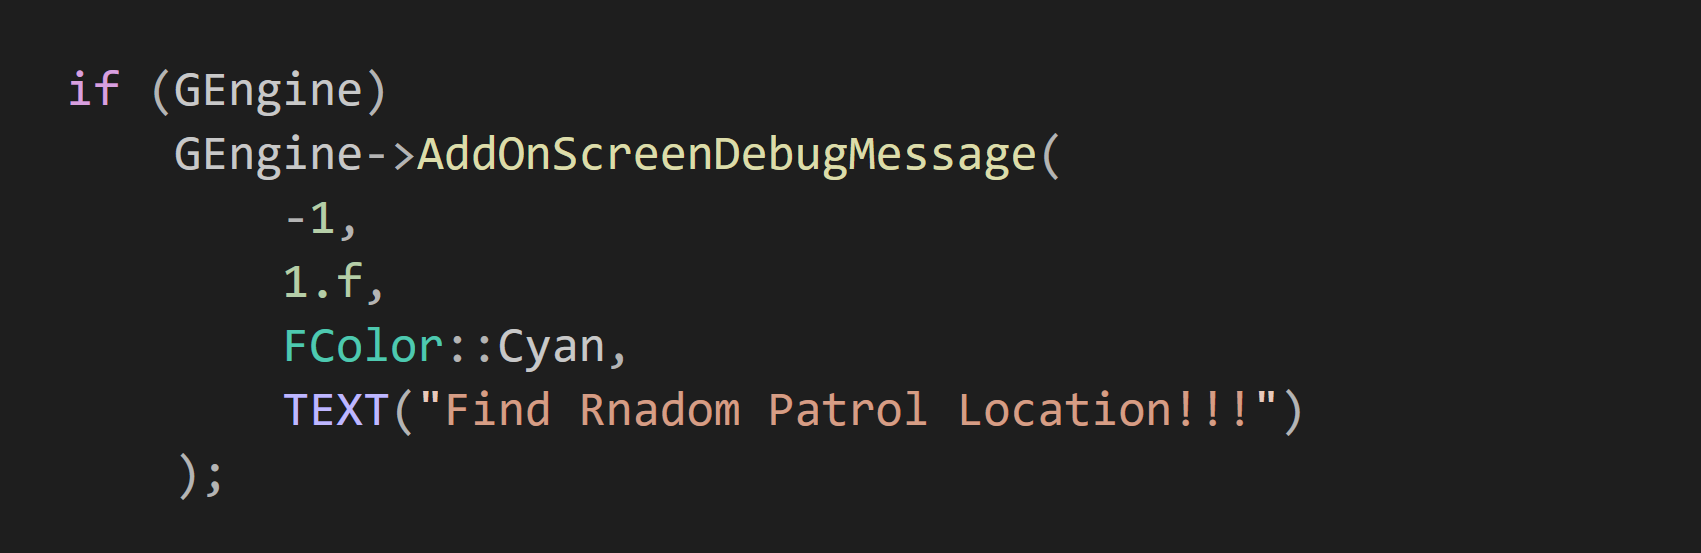 if (GEngine)
    GEngine->AddOnScreenDebugMessage(
        -1,
        1.f,
        FColor::Cyan,
        TEXT("Find Rnadom Patrol Location!!!")
    );